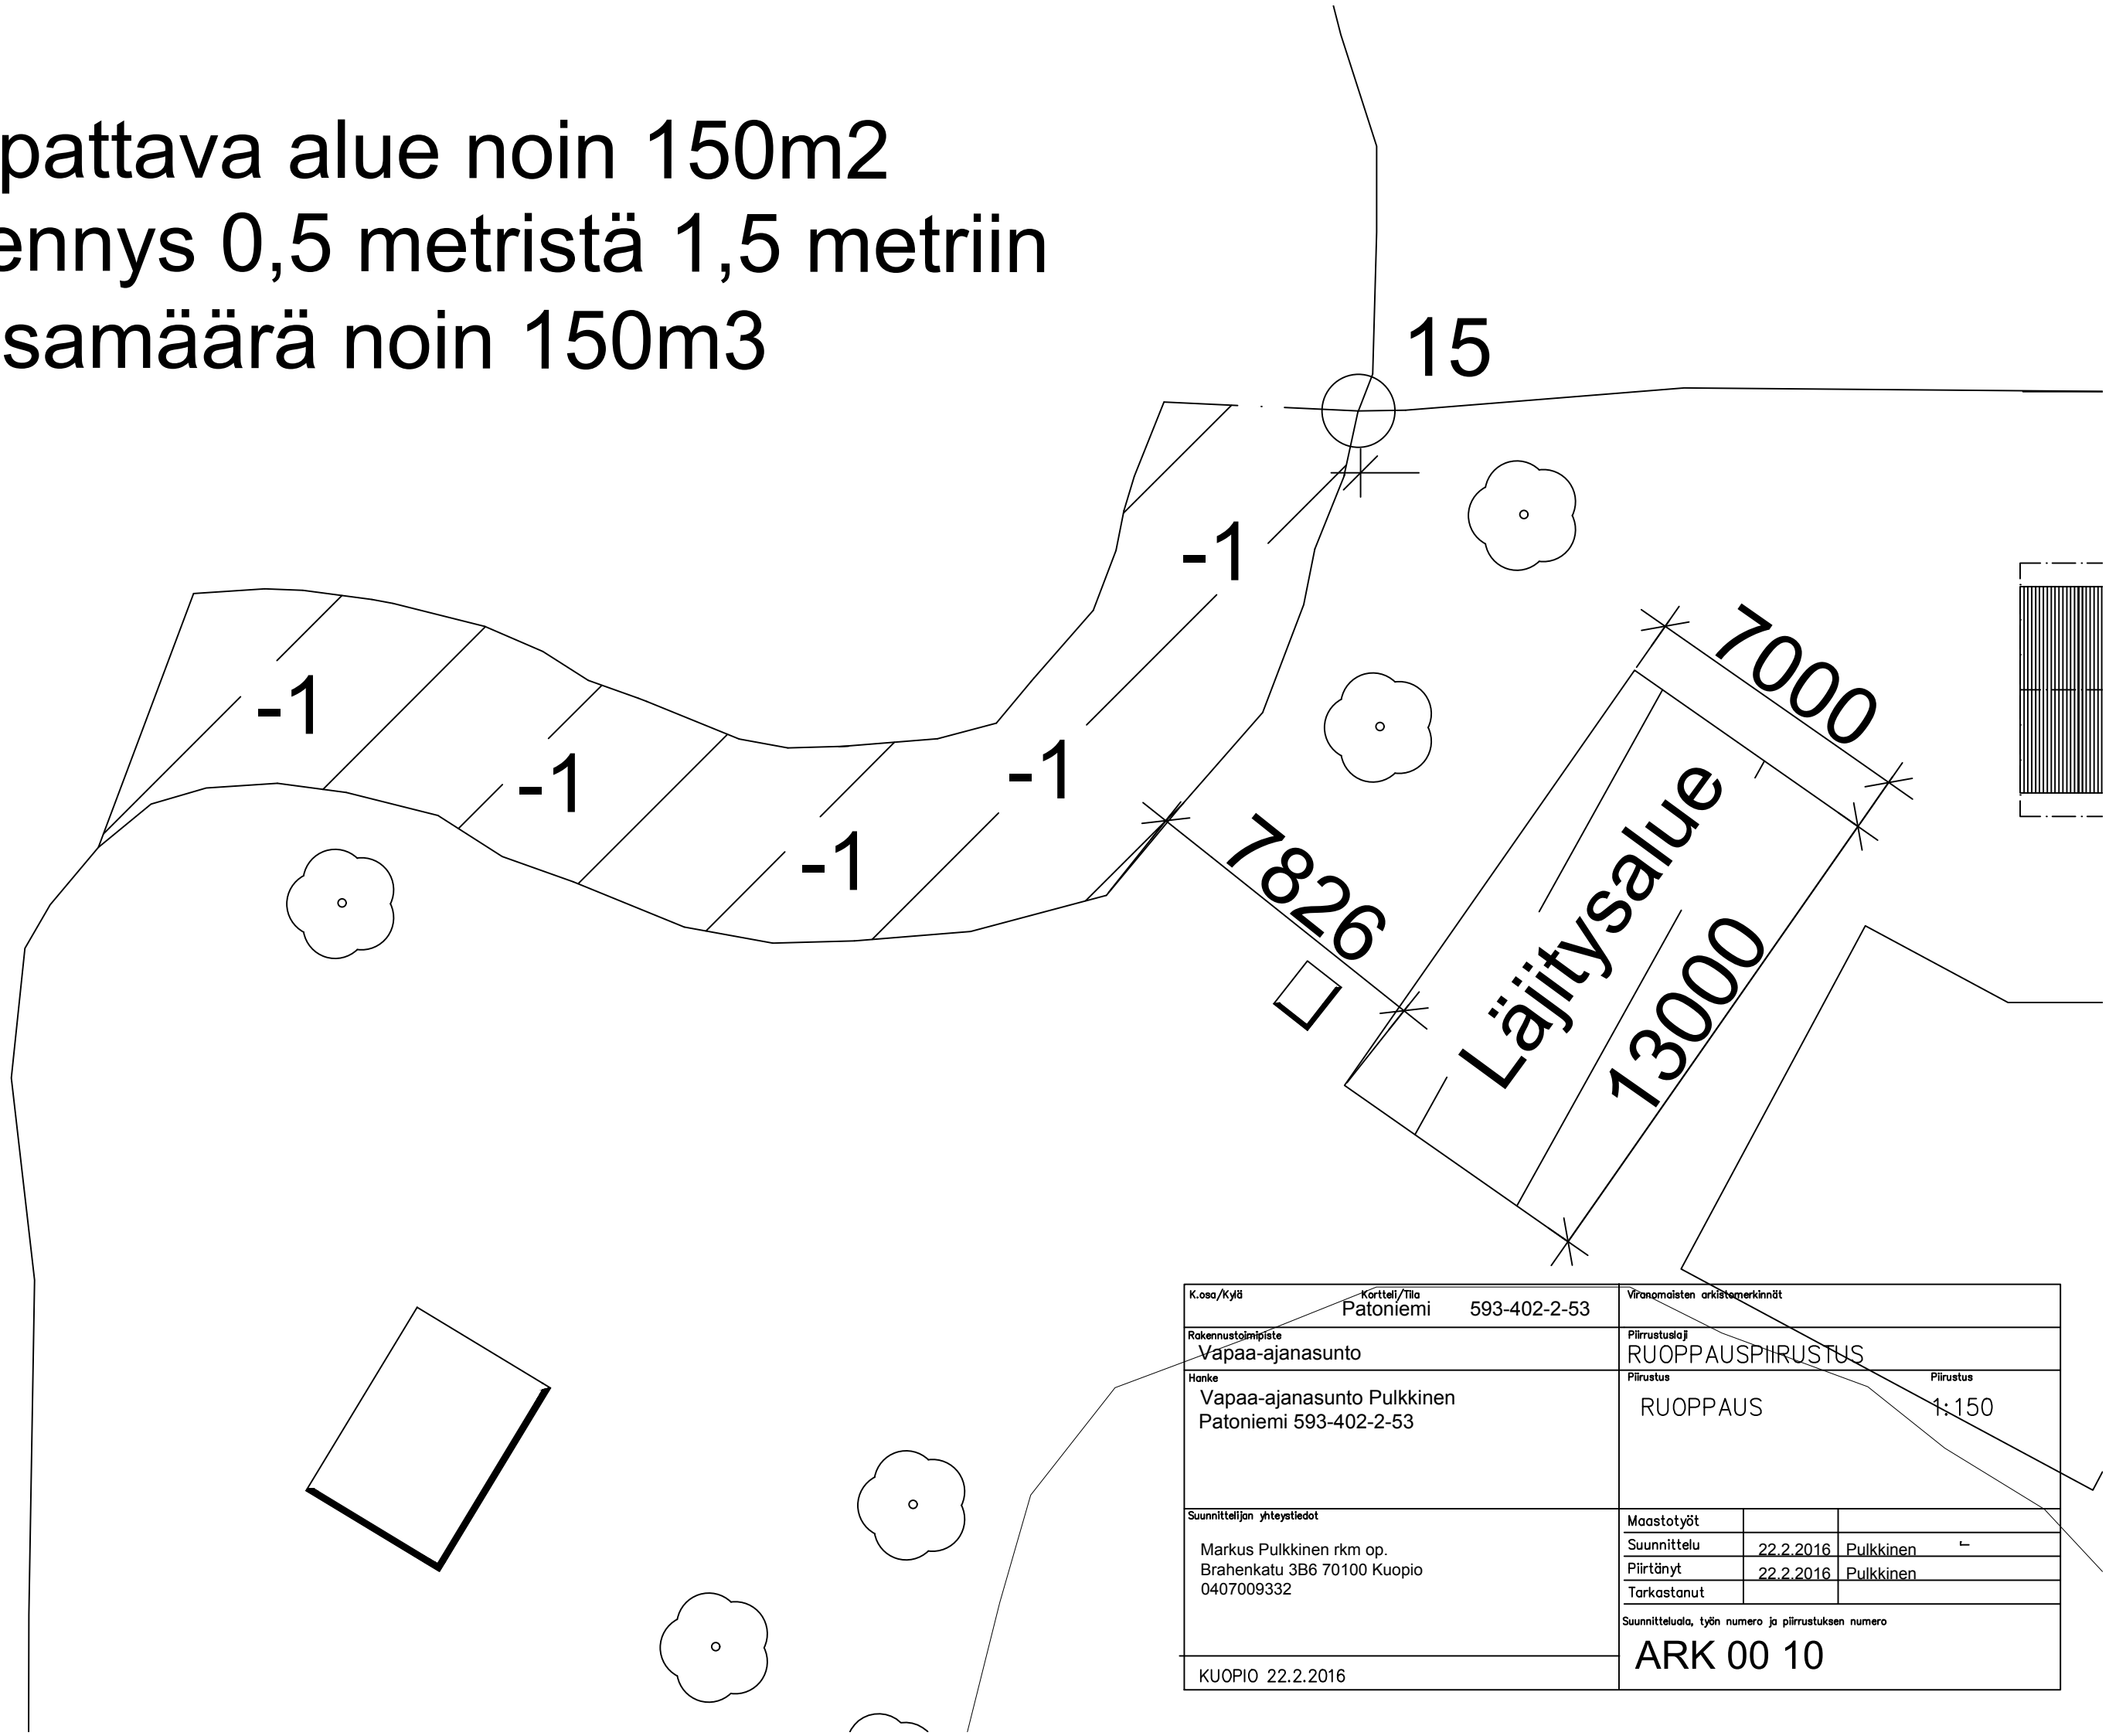 pattava alue noin 150m2
ennys 0,5 metristä 1,5 metriin
samäärä noin 150m3
15
-1
-1
-1
-1
-1
7000
7826
Läjitysalue
13000
K.osa/Kylä
Kortteli/Tila
Patoniemi 593-402-2-53
Viranomaisten arkistomerkinnät
Rakennustoimipiste
Vapaa-ajanasunto
Piirrustuslaji
RUOPPAUSPIIRUSTUS
Hanke
Vapaa-ajanasunto Pulkkinen
Patoniemi 593-402-2-53
Piirustus
Piirustus
RUOPPAUS
1:150
Suunnittelijan yhteystiedot
Markus Pulkkinen rkm op.
Brahenkatu 3B6 70100 Kuopio
0407009332
Maastotyöt
Suunnittelu 22.2.2016 Pulkkinen
Piirtänyt 22.2.2016 Pulkkinen
Tarkastanut
Suunnitteluala, työn numero ja piirrustuksen numero
ARK 00 10
KUOPIO 22.2.2016